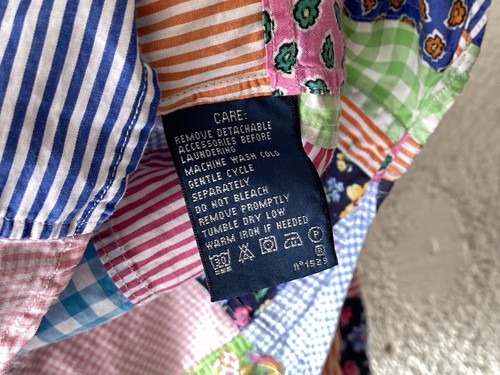 CARE:
REMOVE DETACHABLE
ACCESSORIES BEFORE
LAUNDERING
MACHINE WASH COLD
GENTLE CYCLE
SEPARATELY
DO NOT BLEACH
REMOVE PROMPTLY
TUMBLE DRY LOW
WARM IRON IF NEEDED
30
P
n°1529